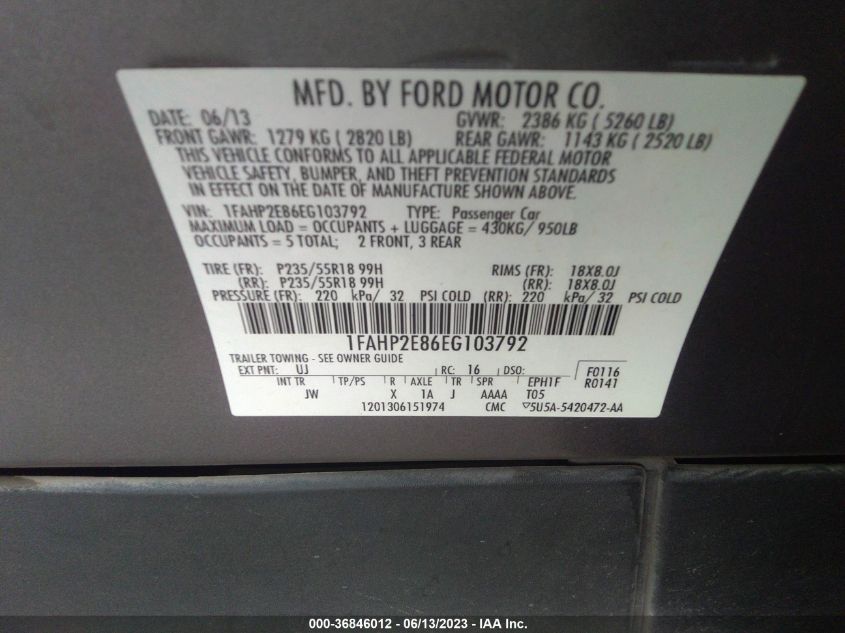 MFD. BY FORD MOTOR CO.
DATE: 06/13 GVWR: 2386 KG ( 5260 LB)
FRONT GAWR: 1279 KG ( 2820 LB) REAR GAWR: 1143 KG ( 2520 LB)
THIS VEHICLE CONFORMS TO ALL APPLICABLE FEDERAL MOTOR
VEHICLE SAFETY, BUMPER, AND THEFT PREVENTION STANDARDS
IN EFFECT ON THE DATE OF MANUFACTURE SHOWN ABOVE.
VIN: 1FAHP2E86EG103792 TYPE: Passenger Car
MAXIMUM LOAD = OCCUPANTS + LUGGAGE = 430KG/ 950LB
OCCUPANTS = 5 TOTAL; 2 FRONT, 3 REAR
TIRE (FR): P235/55R18 99H RIMS (FR): 18X8.0J
(RR): P235/55R18 99H (RR): 18X8.0J
PRESSURE (FR): 220 kPa/ 32 PSI COLD (RR): 220 kPa/ 32 PSI COLD
1FAHP2E86EG103792
TRAILER TOWING - SEE OWNER GUIDE
EXT PNT: UJ RC: 16 DSO: F0116
INT TR TP/PS R AXLE TR SPR EPH1F R0141
JW X 1A J AAAA T05
1201306151974 CMC ▽5U5A-5420472-AA
000-36846012 - 06/13/2023 - IAA Inc.